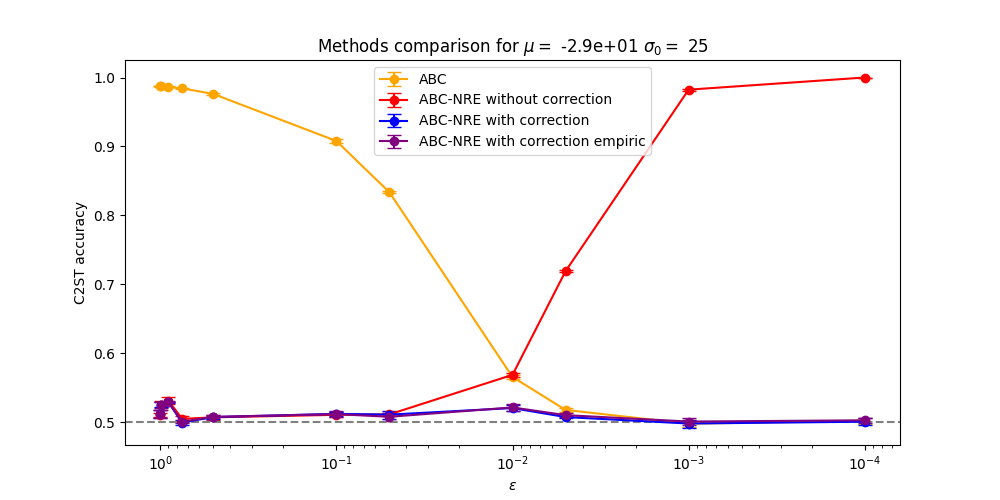 Methods comparison for μ = -2.9e+01 σ₀ = 25
ABC
ABC-NRE without correction
ABC-NRE with correction
ABC-NRE with correction empiric
C2ST accuracy
1.0
0.9
0.8
0.7
0.6
0.5
10⁰
10⁻¹
10⁻²
10⁻³
10⁻⁴
ε